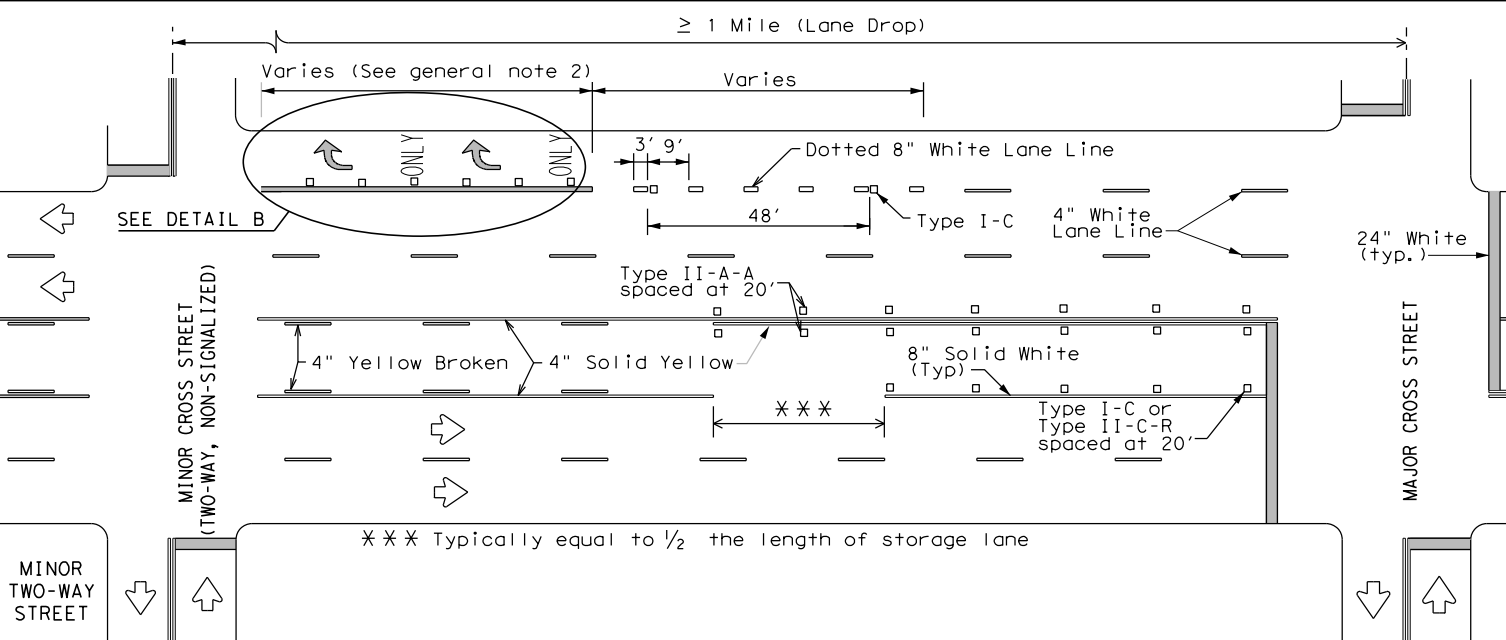 ≥ 1 Mile (Lane Drop)
Varies (See general note 2)
Varies
ONLY
ONLY
3' 9'
Dotted 8" White Lane Line
SEE DETAIL B
48'
Type I-C
4" White
Lane Line
24" White
(typ.)
Type II-A-A
spaced at 20'
MINOR CROSS STREET
(TWO-WAY, NON-SIGNALIZED)
4" Yellow Broken
4" Solid Yellow
8" Solid White
(Typ)
MAJOR CROSS STREET
***
Type I-C or
Type II-C-R
spaced at 20'
*** Typically equal to ½ the length of storage lane
MINOR
TWO-WAY
STREET